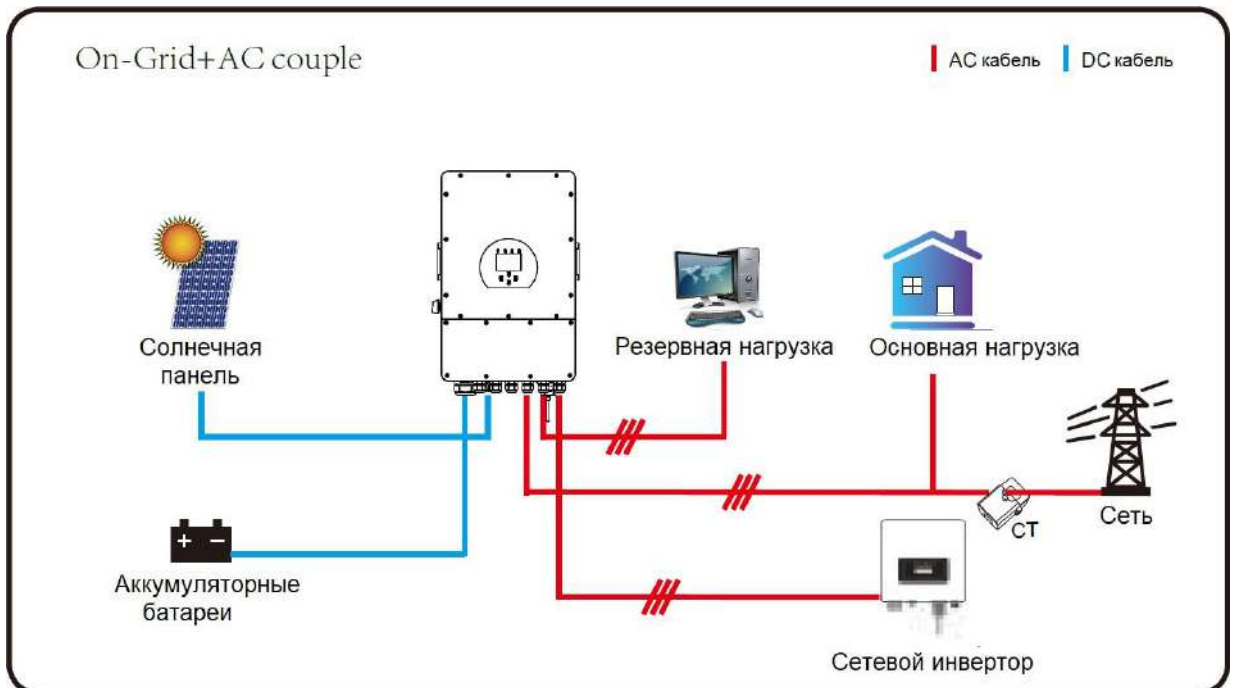 On-Grid+AC couple
AC кабель
DC кабель
Солнечная
панель
Резервная нагрузка
Основная нагрузка
Сеть
CT
Аккумуляторные
батареи
Сетевой инвертор